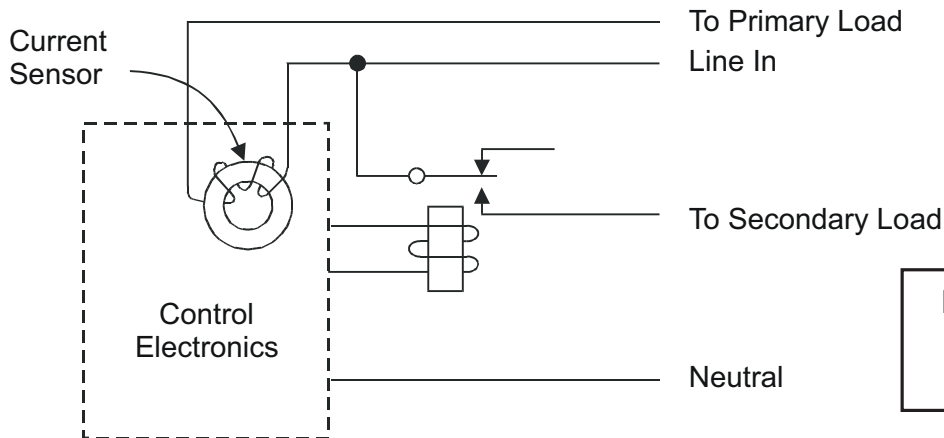 To Primary Load
Current
Sensor
Line In
To Secondary Load
Control
Electronics
Neutral